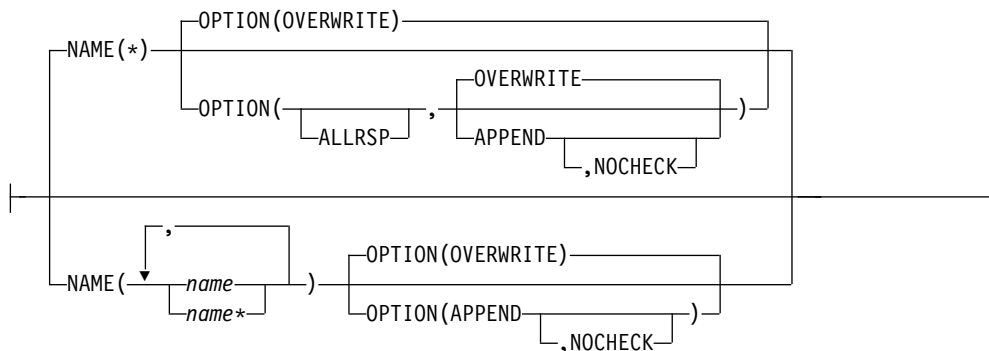 OPTION(OVERWRITE)
NAME(*)
OVERWRITE
OPTION( , )
ALLRSP APPEND
,NOCHECK
,
OPTION(OVERWRITE)
NAME( name )
name* OPTION(APPEND )
,NOCHECK